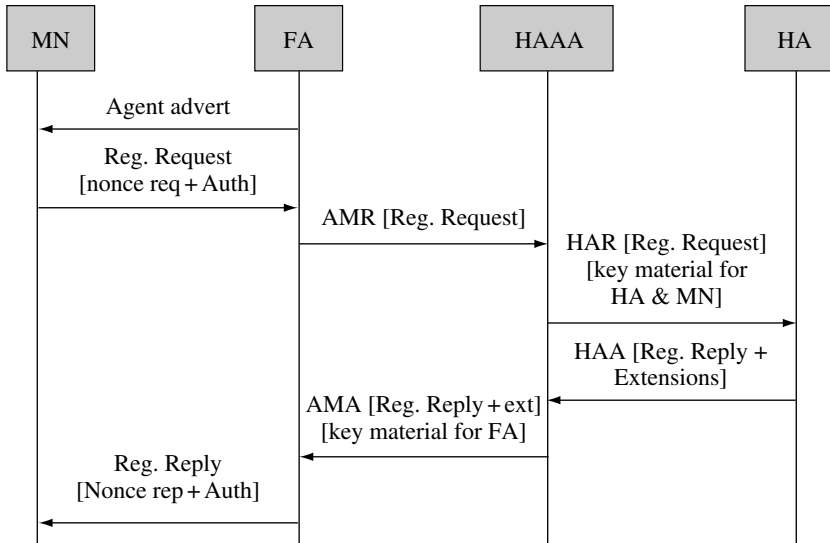 MN
FA
HAAA
HA
Agent advert
Reg. Request
[nonce req + Auth]
AMR [Reg. Request]
HAR [Reg. Request]
[key material for
HA & MN]
HAA [Reg. Reply +
Extensions]
AMA [Reg. Reply + ext]
[key material for FA]
Reg. Reply
[Nonce rep + Auth]